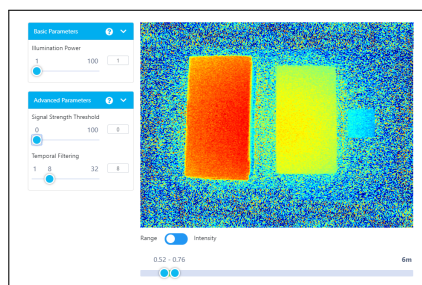 Basic Parameters ?
Illumination Power
1 100 1
Advanced Parameters ?
Signal Strength Threshold
0 100 0
Temporal Filtering
1 8 32 8
Range Intensity
0.52 - 0.76 6m